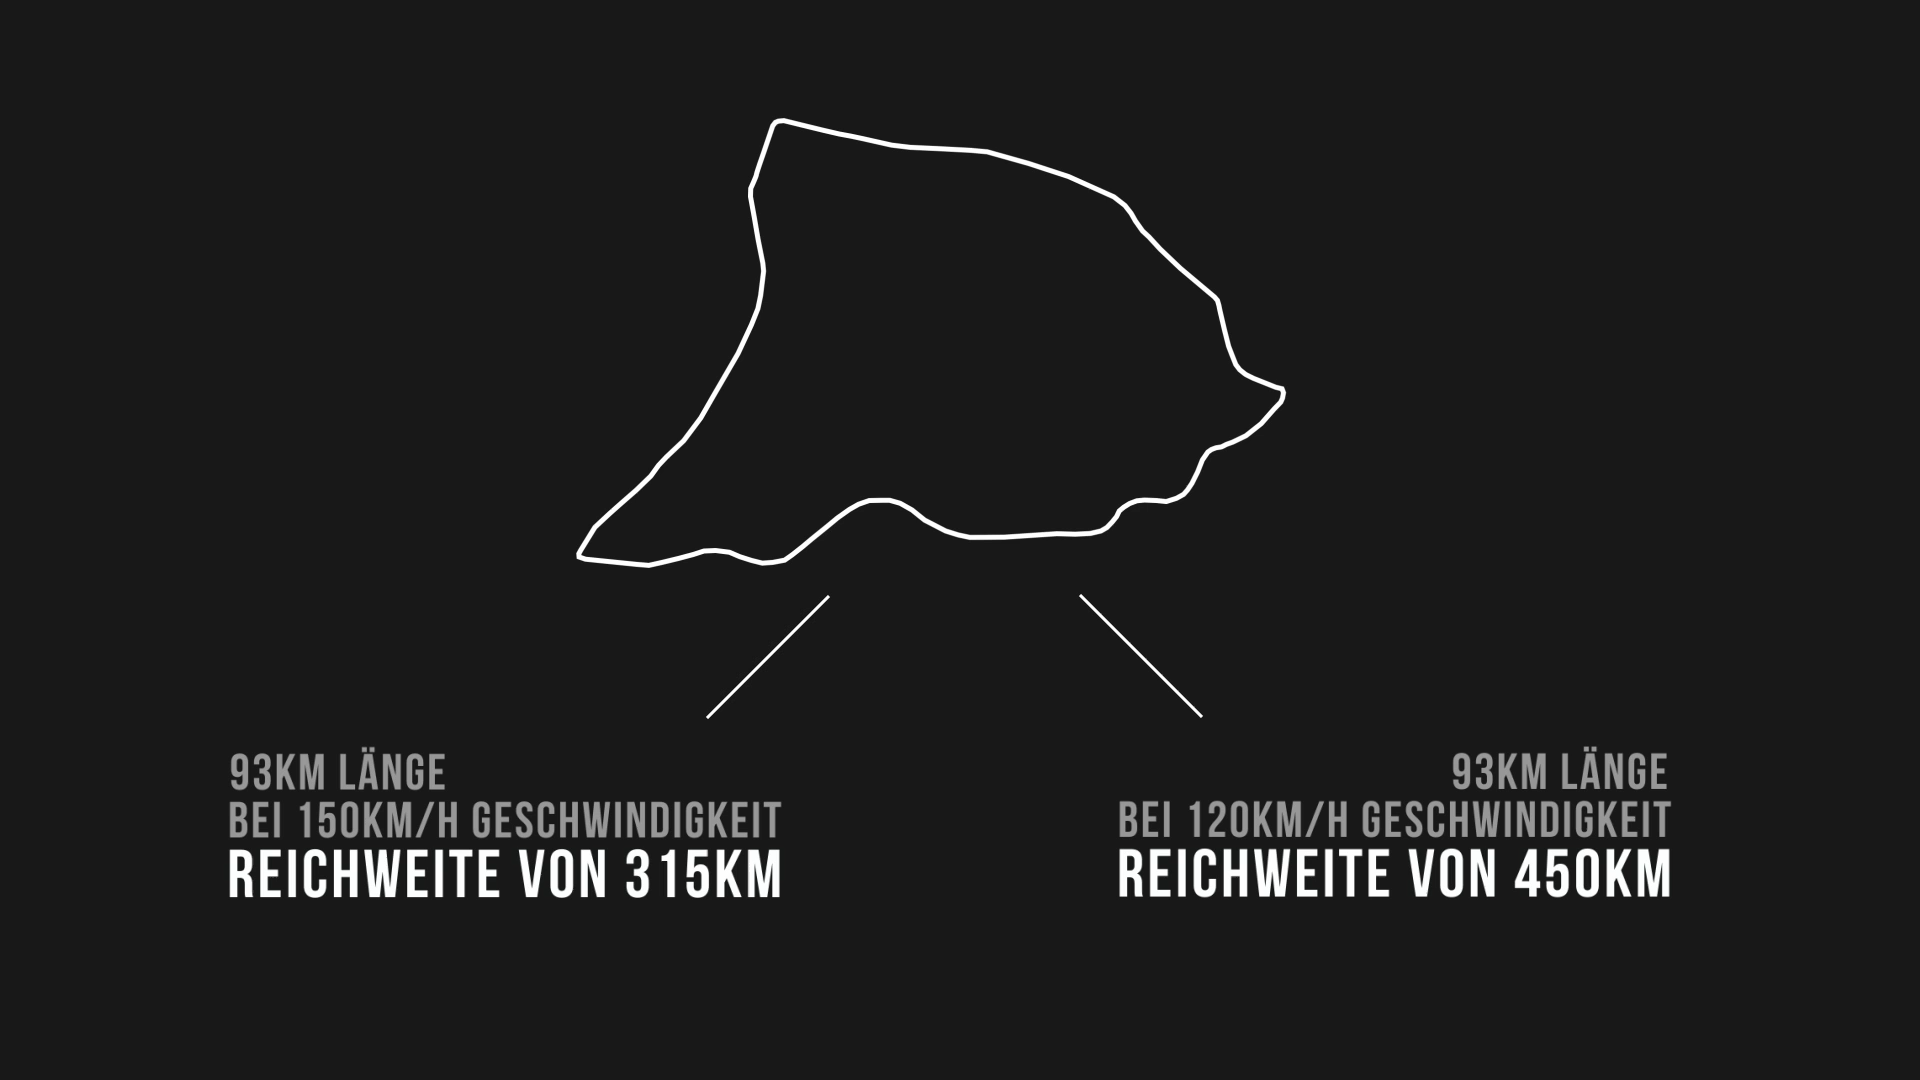 93KM LÄNGE
BEI 150KM/H GESCHWINDIGKEIT
REICHWEITE VON 315KM
93KM LÄNGE
BEI 120KM/H GESCHWINDIGKEIT
REICHWEITE VON 450KM